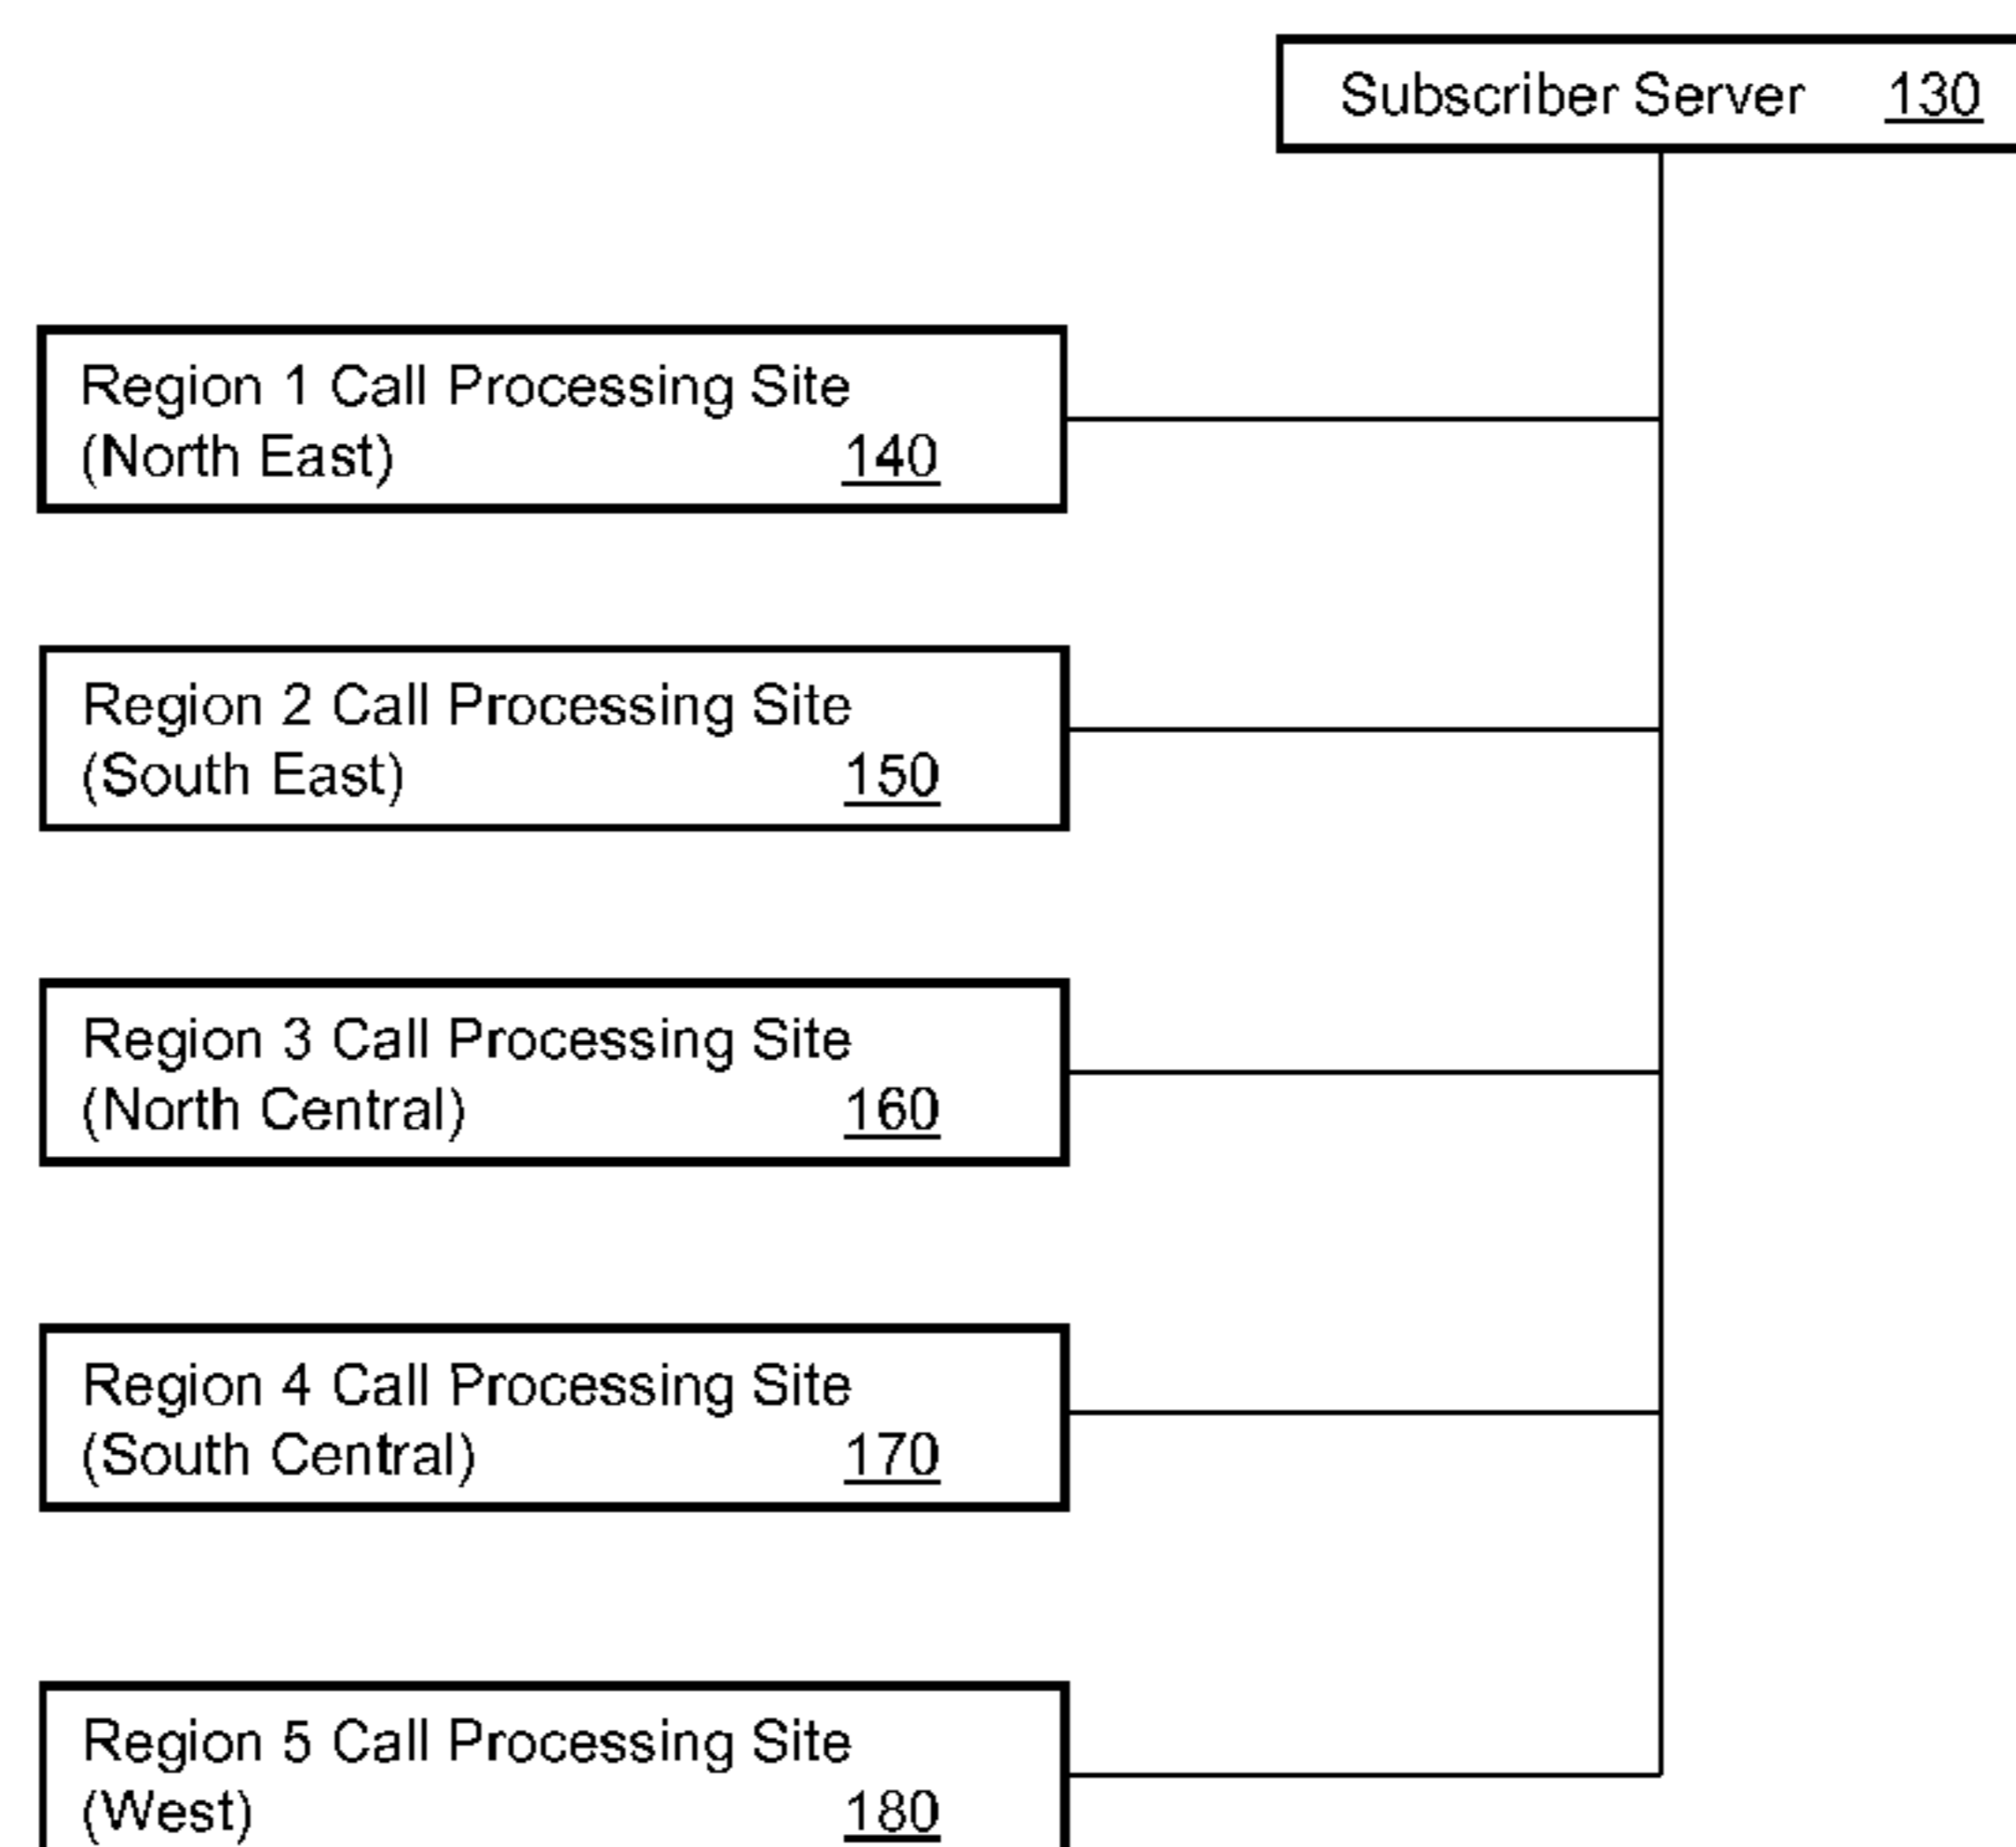 Subscriber Server 130
Region 1 Call Processing Site
(North East) 140
Region 2 Call Processing Site
(South East) 150
Region 3 Call Processing Site
(North Central) 160
Region 4 Call Processing Site
(South Central) 170
Region 5 Call Processing Site
(West) 180